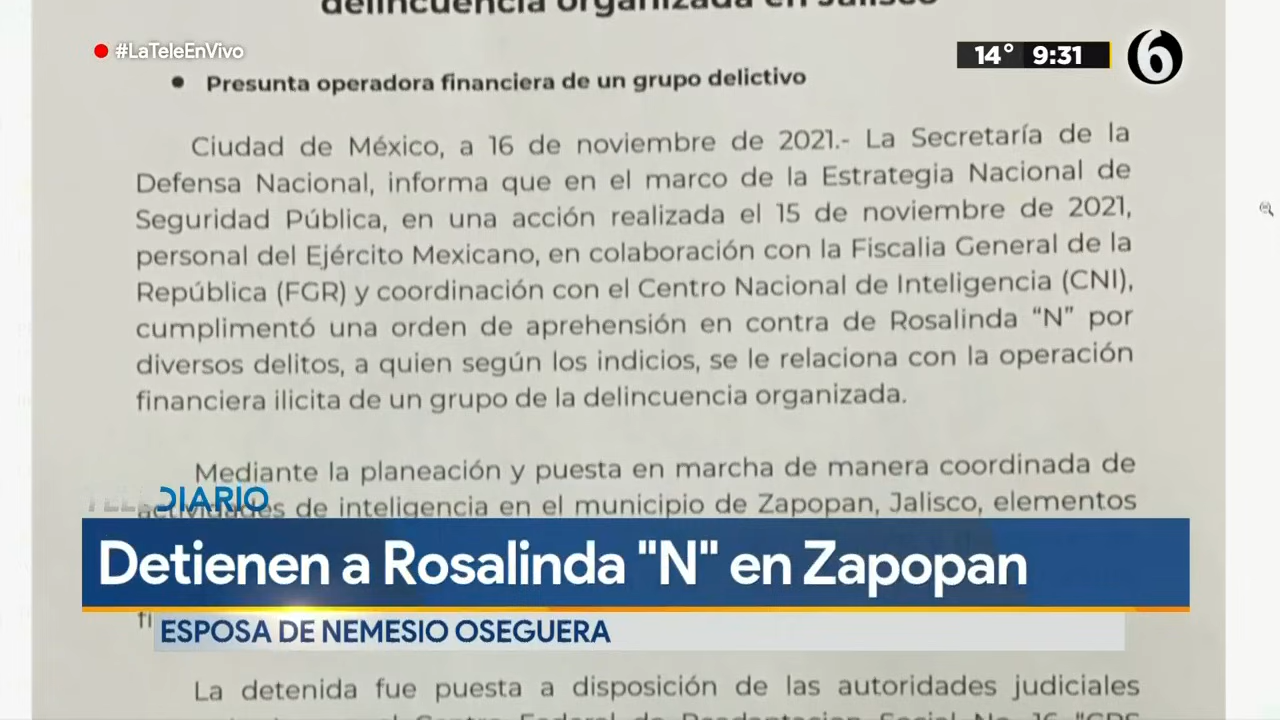 delincuencia organizada en Jalisco
#LaTeleEnVivo
14° 9:31
6
• Presunta operadora financiera de un grupo delictivo
Ciudad de México, a 16 de noviembre de 2021.- La Secretaría de la
Defensa Nacional, informa que en el marco de la Estrategia Nacional de
Seguridad Pública, en una acción realizada el 15 de noviembre de 2021,
personal del Ejército Mexicano, en colaboración con la Fiscalia General de la
República (FGR) y coordinación con el Centro Nacional de Inteligencia (CNI),
cumplimentó una orden de aprehensión en contra de Rosalinda “N” por
diversos delitos, a quien según los indicios, se le relaciona con la operación
financiera ilicita de un grupo de la delincuencia organizada.
Mediante la planeación y puesta en marcha de manera coordinada de
actividades de inteligencia en el municipio de Zapopan, Jalisco, elementos
TELEDIARIO
Detienen a Rosalinda "N" en Zapopan
ESPOSA DE NEMESIO OSEGUERA
La detenida fue puesta a disposición de las autoridades judiciales